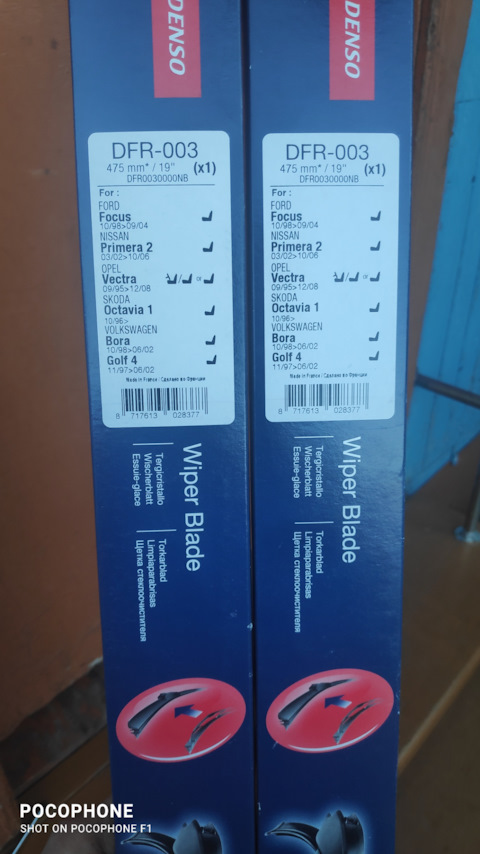 DENSO
DFR-003
475 mm* / 19" (x1)
DFR0030000NB
For :
FORD
Focus
10/98>09/04
NISSAN
Primera 2
03/02>10/06
OPEL
Vectra / or
09/95>12/08
SKODA
Octavia 1
10/96>
VOLKSWAGEN
Bora
10/98>06/02
Golf 4
11/97>06/02
Made in France / Сделано во Франции
8 717613 028377
Wiper Blade
Tergicristallo
Wischerblatt
Essuie-glace
Torkarblad
Limpiaparabrisas
Щетка стеклоочистителя
DENSO
DFR-003
475 mm* / 19" (x1)
DFR0030000NB
For :
FORD
Focus
10/98>09/04
NISSAN
Primera 2
03/02>10/06
OPEL
Vectra / or
09/95>12/08
SKODA
Octavia 1
10/96>
VOLKSWAGEN
Bora
10/98>06/02
Golf 4
11/97>06/02
Made in France / Сделано во Франции
8 717613 028377
Wiper Blade
Tergicristallo
Wischerblatt
Essuie-glace
Torkarblad
Limpiaparabrisas
Щетка стеклоочистителя
POCOPHONE
SHOT ON POCOPHONE F1